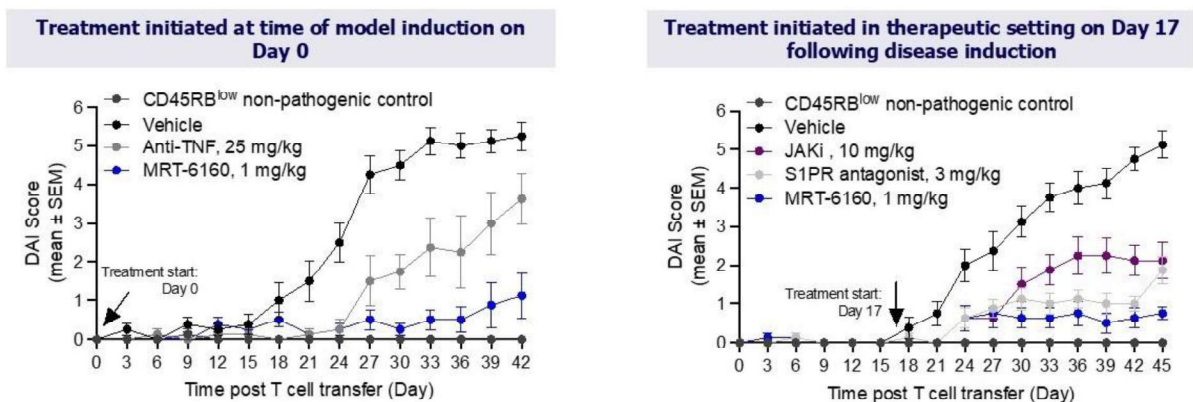 Treatment initiated at time of model induction on
Day 0
CD45RBlow non-pathogenic control
Vehicle
Anti-TNF, 25 mg/kg
MRT-6160, 1 mg/kg
DAI Score
(mean ± SEM)
6
5
4
3
2
1
0
Treatment start:
Day 0
0 3 6 9 12 15 18 21 24 27 30 33 36 39 42
Time post T cell transfer (Day)
Treatment initiated in therapeutic setting on Day 17
following disease induction
CD45RBlow non-pathogenic control
Vehicle
JAKi , 10 mg/kg
S1PR antagonist, 3 mg/kg
MRT-6160, 1 mg/kg
DAI Score
(mean ± SEM)
6
5
4
3
2
1
0
Treatment start:
Day 17
0 3 6 9 12 15 18 21 24 27 30 33 36 39 42 45
Time post T cell transfer (Day)